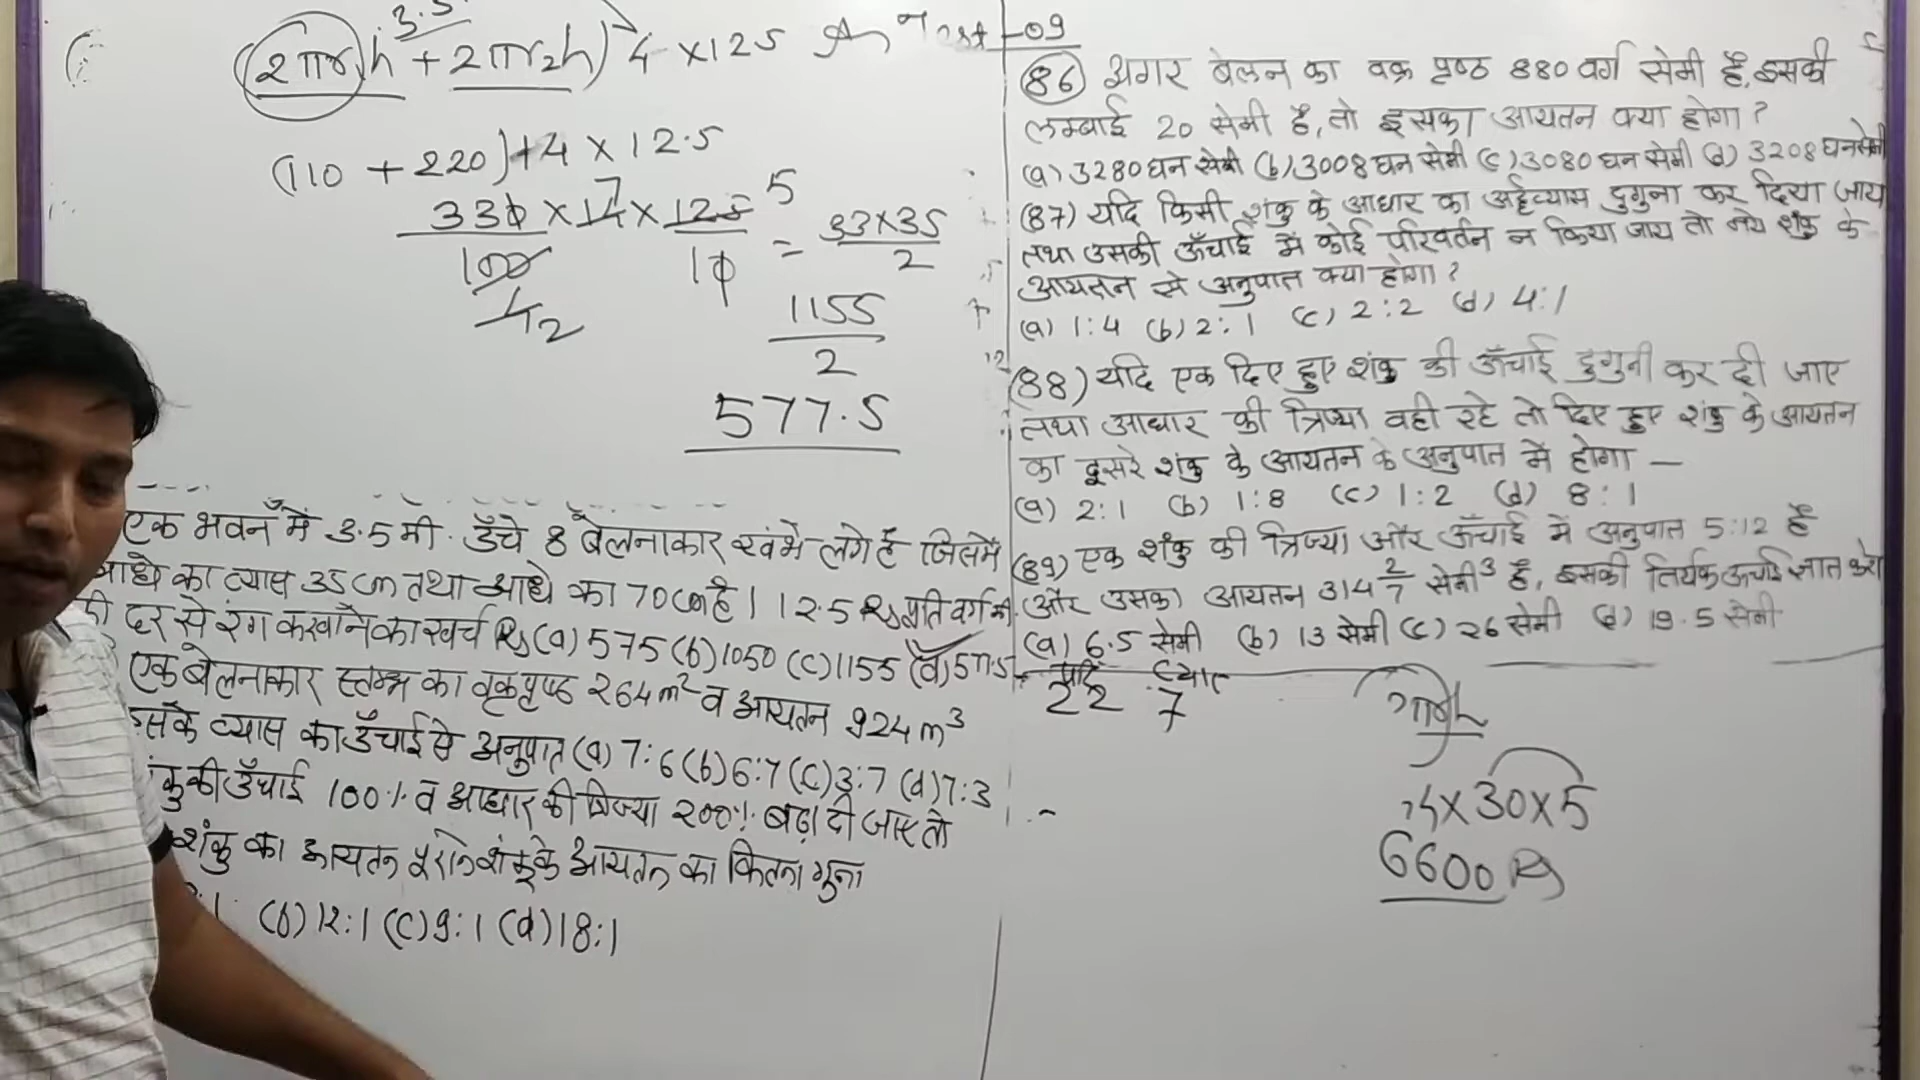 (2πr₁h + 2πr₂h) 4 × 12.5
3.5
(110 + 220) + 4 × 12.5
330 × 14 × 125 = 33×35
7 5
100 10 2
4 2
1155
2
577.5
एक भवन में 3.5 मी. ऊँचे 8 बेलनाकार खंभे लगे है जिसमें
आधे का व्यास 35 cm तथा आधे का 70 cm है। 12.5 Rs प्रति वर्ग मी.
की दर से रंग करवाने का खर्च Rs (a) 575 (b) 1050 (c) 1155 (d) 577.5
एक बेलनाकार स्तम्भ का वक्रपृष्ठ 264 m² व आयतन 924 m³
इसके व्यास का ऊँचाई से अनुपात (a) 7:6 (b) 6:7 (c) 3:7 (d) 7:3
की ऊँचाई 100% व आधार की त्रिज्या 200% बढ़ा दी जाए तो
शंकु का आयतन पुराने शंकु के आयतन का कितना गुना
(b) 12:1 (c) 9:1 (d) 18:1
Test - 09
(86) अगर बेलन का वक्र पृष्ठ 880 वर्ग सेमी है, इसकी
लम्बाई 20 सेमी है, तो इसका आयतन क्या होगा?
(a) 3280 घन सेमी (b) 3008 घन सेमी (c) 3080 घन सेमी (d) 3208 घन सेमी
(87) यदि किसी शंकु के आधार का अर्द्धव्यास दुगुना कर दिया जाय
तथा उसकी ऊँचाई में कोई परिवर्तन न किया जाय तो नये शंकु के
आयतन से अनुपात क्या होगा?
(a) 1:4 (b) 2:1 (c) 2:2 (d) 4:1
(88) यदि एक दिए हुए शंकु की ऊँचाई दुगुनी कर दी जाए
तथा आधार की त्रिज्या वही रहे तो दिए हुए शंकु के आयतन
का दूसरे शंकु के आयतन के अनुपात में होगा —
(a) 2:1 (b) 1:8 (c) 1:2 (d) 8:1
(89) एक शंकु की त्रिज्या और ऊँचाई में अनुपात 5:12 है
और उसका आयतन 314 2/7 सेमी³ है, इसकी तिर्यक ऊंचाई ज्ञात करो
(a) 6.5 सेमी (b) 13 सेमी (c) 26 सेमी (d) 19.5 सेमी
22 7
×30×5
6600 Rs